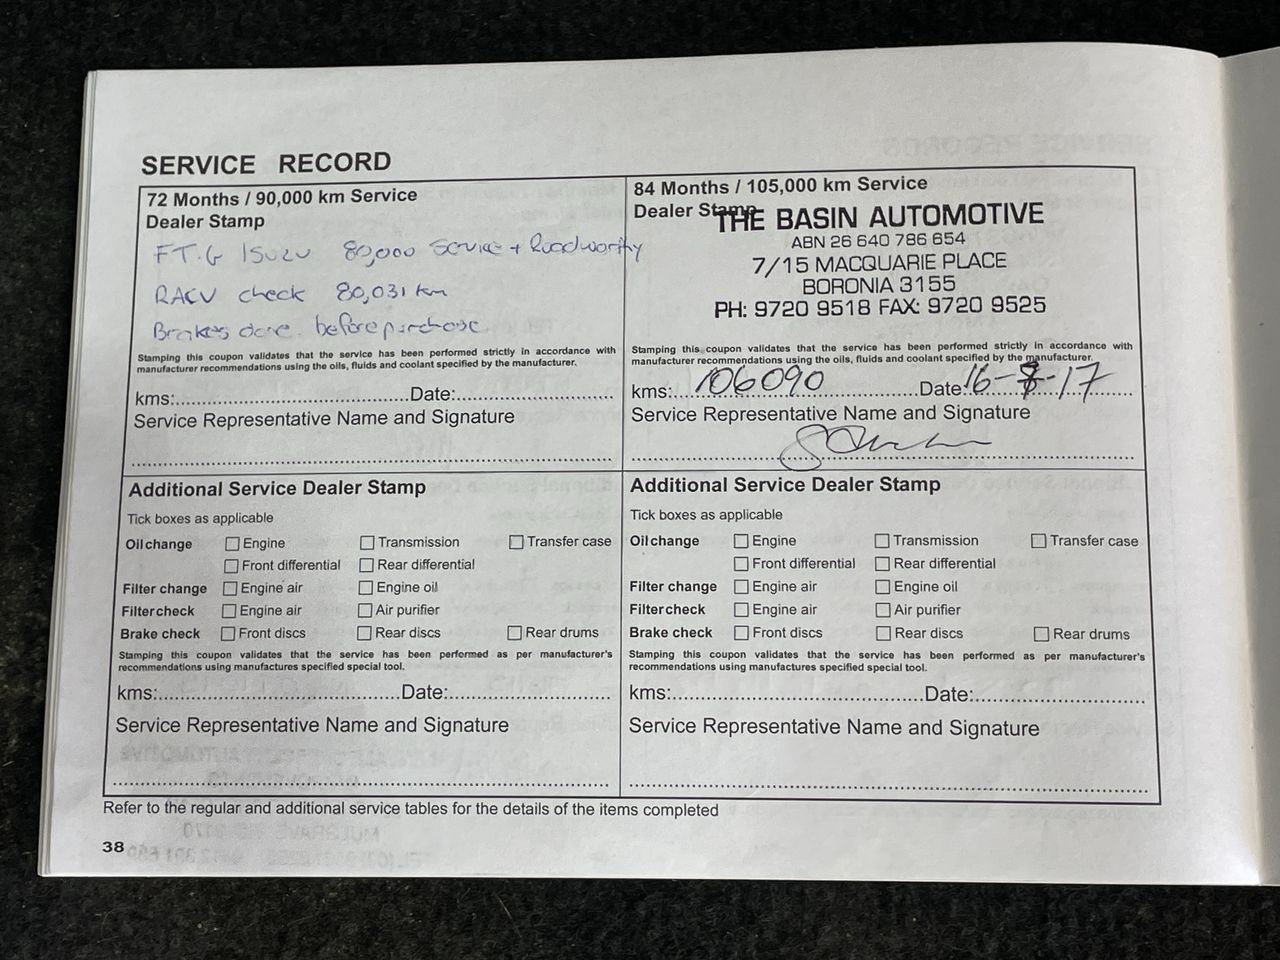 SERVICE RECORD
72 Months / 90,000 km Service
Dealer Stamp
FT.G ISUZU 80,000 Service + Roadworthy
RACV check 80,031 km
Brakes done before purchase
Stamping this coupon validates that the service has been performed strictly in accordance with
manufacturer recommendations using the oils, fluids and coolant specified by the manufacturer.
kms: Date:
Service Representative Name and Signature
84 Months / 105,000 km Service
Dealer Stamp
THE BASIN AUTOMOTIVE
ABN 26 640 786 654
7/15 MACQUARIE PLACE
BORONIA 3155
PH: 9720 9518 FAX: 9720 9525
Stamping this coupon validates that the service has been performed strictly in accordance with
manufacturer recommendations using the oils, fluids and coolant specified by the manufacturer.
kms: 106090 Date: 16-8-17
Service Representative Name and Signature
Additional Service Dealer Stamp
Tick boxes as applicable
Oil change Engine Transmission Transfer case
Front differential Rear differential
Filter change Engine air Engine oil
Filter check Engine air Air purifier
Brake check Front discs Rear discs Rear drums
Stamping this coupon validates that the service has been performed as per manufacturer's
recommendations using manufactures specified special tool.
kms: Date:
Service Representative Name and Signature
Additional Service Dealer Stamp
Tick boxes as applicable
Oil change Engine Transmission Transfer case
Front differential Rear differential
Filter change Engine air Engine oil
Filter check Engine air Air purifier
Brake check Front discs Rear discs Rear drums
Stamping this coupon validates that the service has been performed as per manufacturer's
recommendations using manufactures specified special tool.
kms: Date:
Service Representative Name and Signature
Refer to the regular and additional service tables for the details of the items completed
38